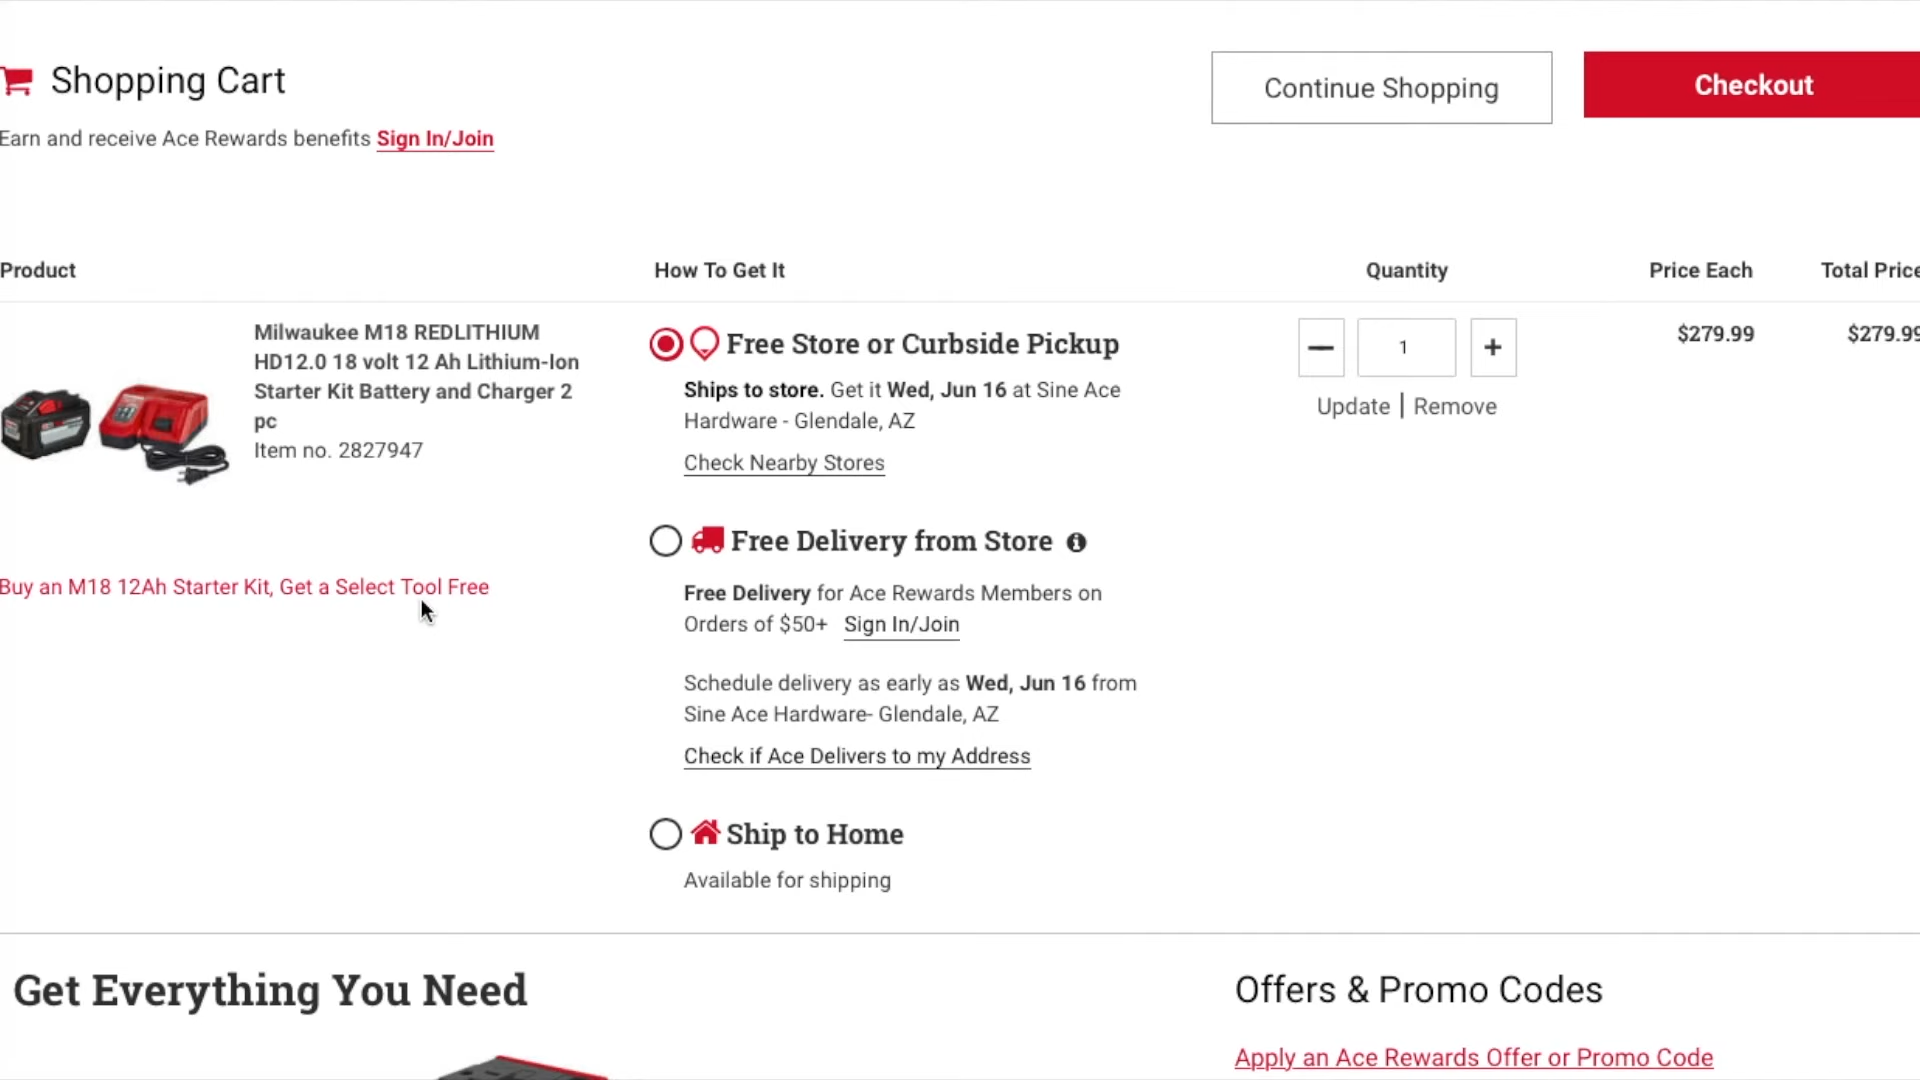 Shopping Cart
Continue Shopping
Checkout
Earn and receive Ace Rewards benefits Sign In/Join
Product
How To Get It
Quantity
Price Each
Total Price
Milwaukee M18 REDLITHIUM
HD12.0 18 volt 12 Ah Lithium-Ion
Starter Kit Battery and Charger 2
pc
Item no. 2827947
Buy an M18 12Ah Starter Kit, Get a Select Tool Free
Free Store or Curbside Pickup
Ships to store. Get it Wed, Jun 16 at Sine Ace
Hardware - Glendale, AZ
Check Nearby Stores
Free Delivery from Store
Free Delivery for Ace Rewards Members on
Orders of $50+ Sign In/Join
Schedule delivery as early as Wed, Jun 16 from
Sine Ace Hardware- Glendale, AZ
Check if Ace Delivers to my Address
Ship to Home
Available for shipping
1
Update | Remove
$279.99
$279.99
Get Everything You Need
Offers & Promo Codes
Apply an Ace Rewards Offer or Promo Code